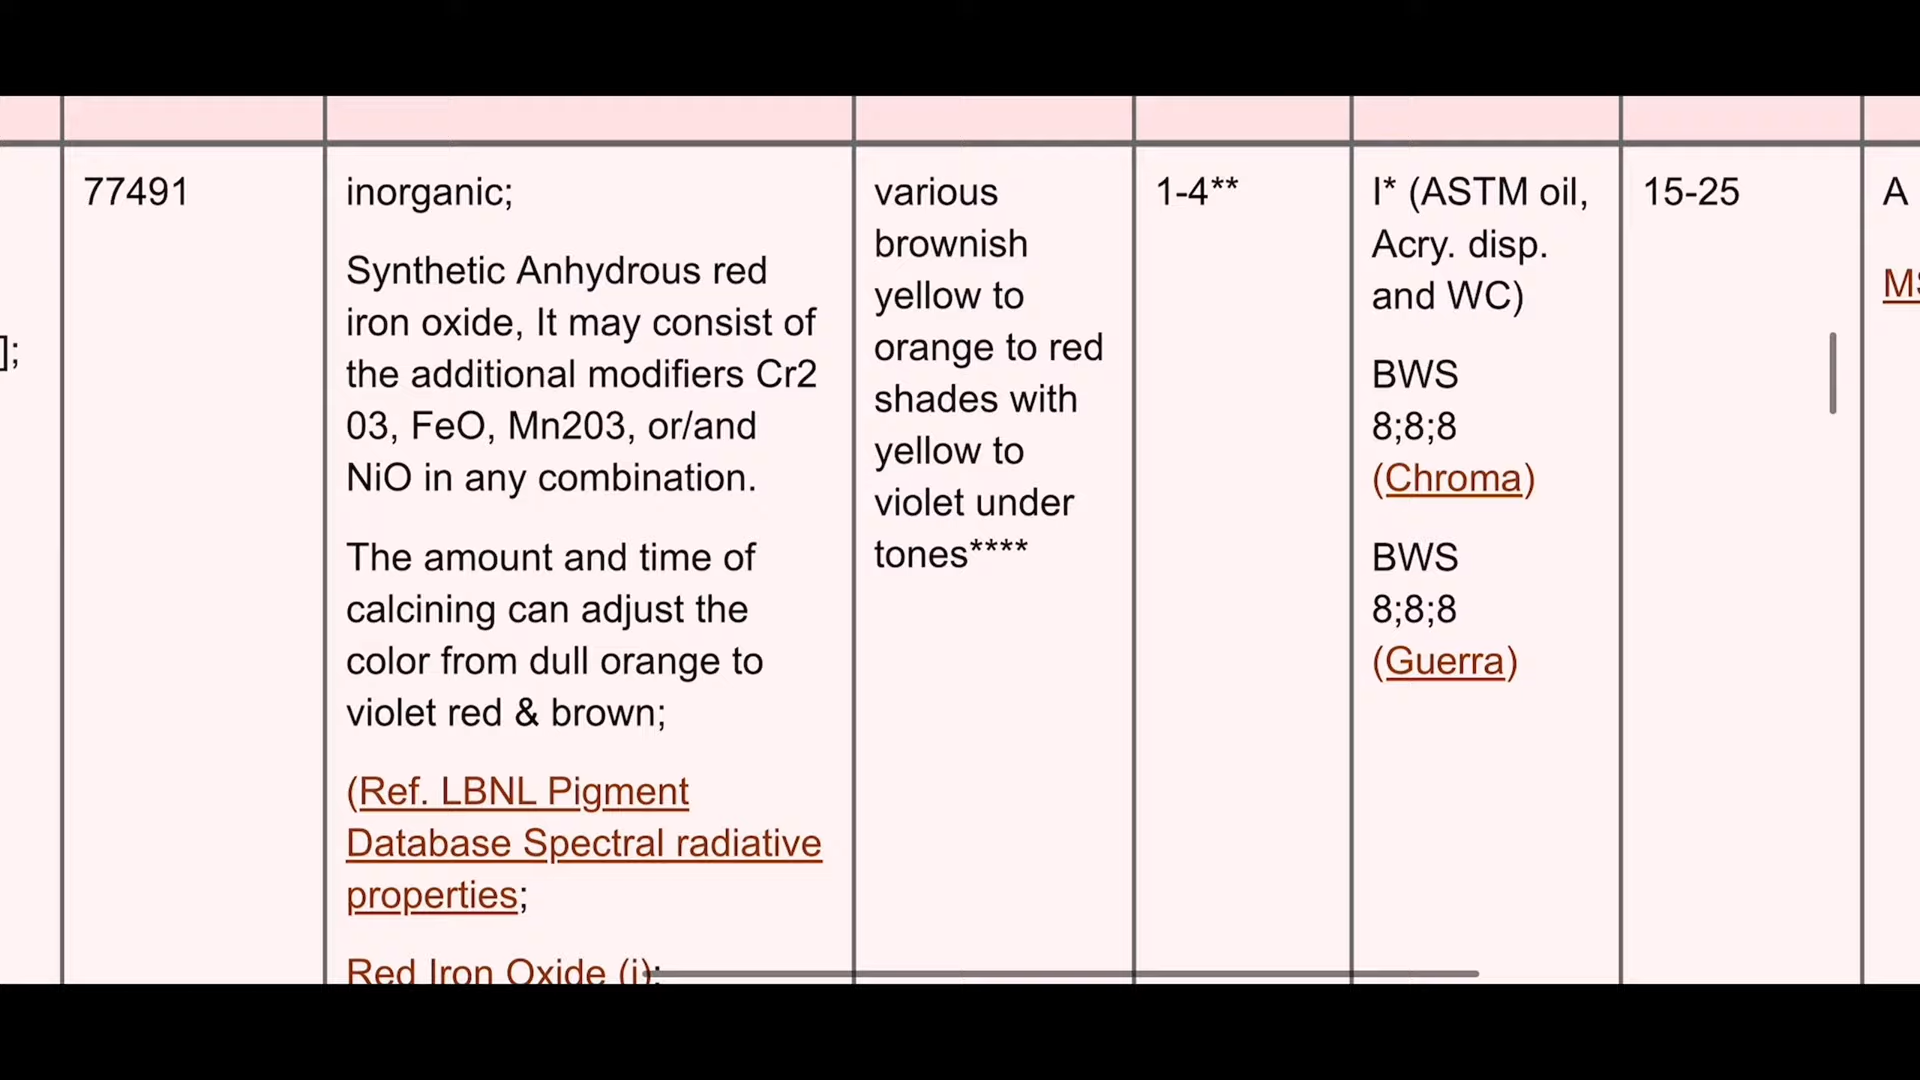 ];
77491
inorganic;
Synthetic Anhydrous red
iron oxide, It may consist of
the additional modifiers Cr2
03, FeO, Mn203, or/and
NiO in any combination.
The amount and time of
calcining can adjust the
color from dull orange to
violet red & brown;
(Ref. LBNL Pigment
Database Spectral radiative
properties;
Red Iron Oxide (i);
various
brownish
yellow to
orange to red
shades with
yellow to
violet under
tones****
1-4**
I* (ASTM oil,
Acry. disp.
and WC)
BWS
8;8;8
(Chroma)
BWS
8;8;8
(Guerra)
15-25
A